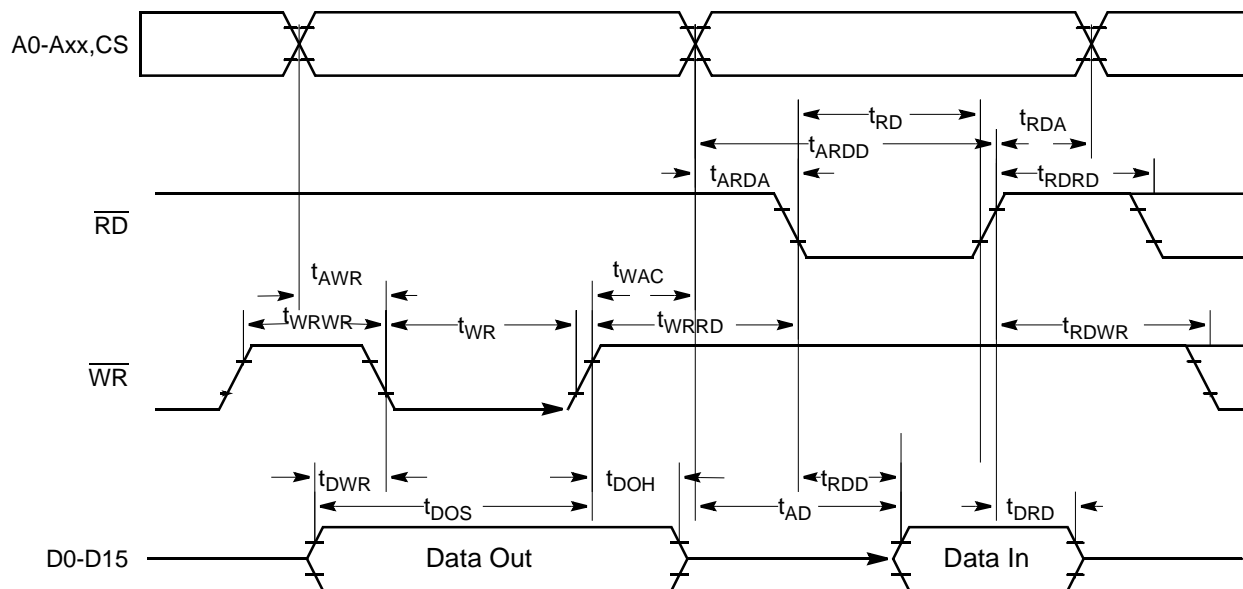 A0-Axx,CS
tRD
tRDA
tARDD
tARDA
tRDRD
RD
tAWR
tWAC
tWRWR
tWR
tWRRD
tRDWR
WR
tDWR
tDOH
tRDD
tDOS
tAD
tDRD
D0-D15
Data Out
Data In